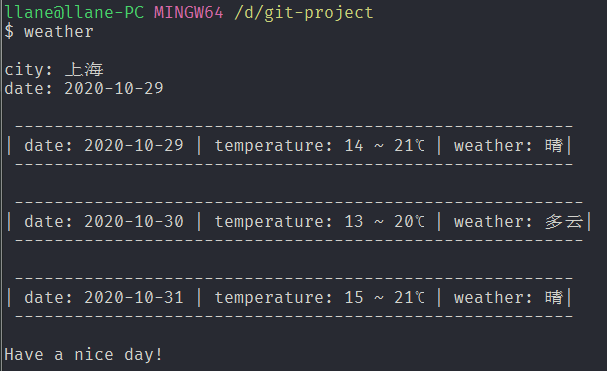 llane@llane-PC MINGW64 /d/git-project
$ weather
city: 上海
date: 2020-10-29
---------------------------------------------------------
| date: 2020-10-29 | temperature: 14 ~ 21℃ | weather: 晴|
---------------------------------------------------------
----------------------------------------------------------
| date: 2020-10-30 | temperature: 13 ~ 20℃ | weather: 多云|
----------------------------------------------------------
---------------------------------------------------------
| date: 2020-10-31 | temperature: 15 ~ 21℃ | weather: 晴|
---------------------------------------------------------
Have a nice day!